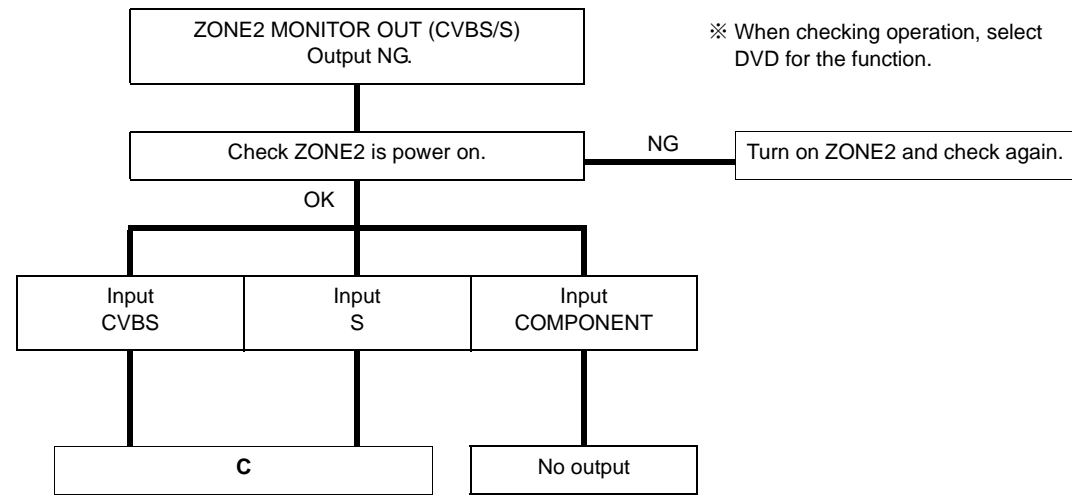 ZONE2 MONITOR OUT (CVBS/S)
Output NG.
※ When checking operation, select
DVD for the function.
Check ZONE2 is power on.
NG
Turn on ZONE2 and check again.
OK
Input
CVBS
Input
S
Input
COMPONENT
C
No output